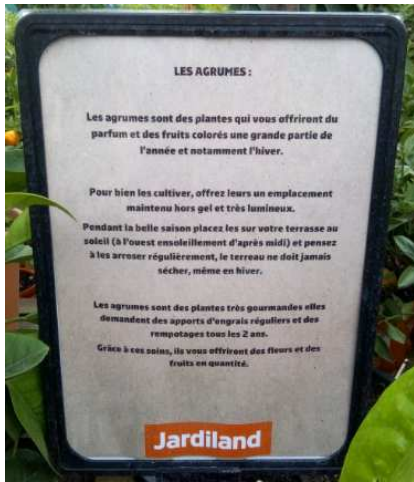 LES AGRUMES :
Les agrumes sont des plantes qui vous offriront du
parfum et des fruits colorés une grande partie de
l'année et notamment l'hiver.
Pour bien les cultiver, offrez leurs un emplacement
maintenu hors gel et très lumineux.
Pendant la belle saison placez les sur votre terrasse au
soleil (à l'ouest ensoleillement d'après midi) et pensez
à les arroser régulièrement, le terreau ne doit jamais
sécher, même en hiver.
Les agrumes sont des plantes très gourmandes elles
demandent des apports d'engrais réguliers et des
rempotages tous les 2 ans.
Grâce à ces soins, ils vous offriront des fleurs et des
fruits en quantité.
Jardiland